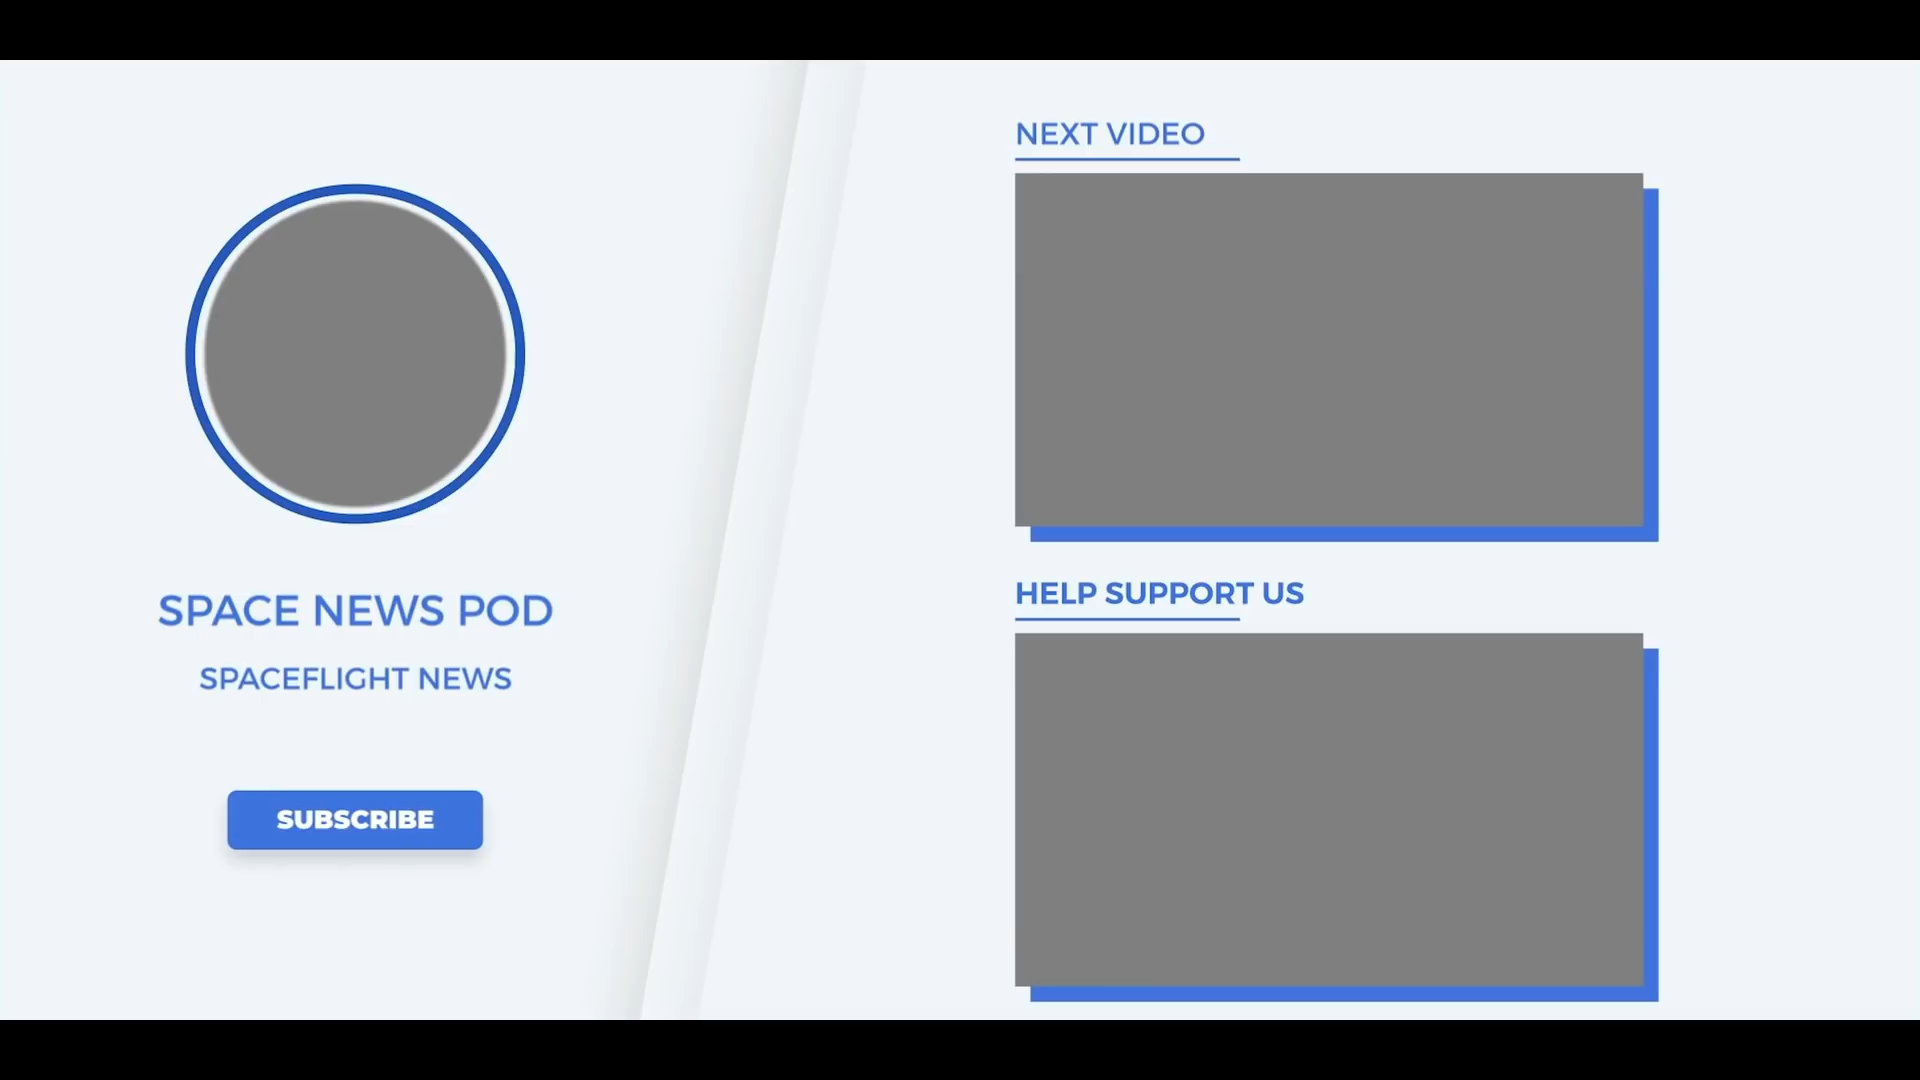 SPACE NEWS POD
SPACEFLIGHT NEWS
SUBSCRIBE
NEXT VIDEO
HELP SUPPORT US